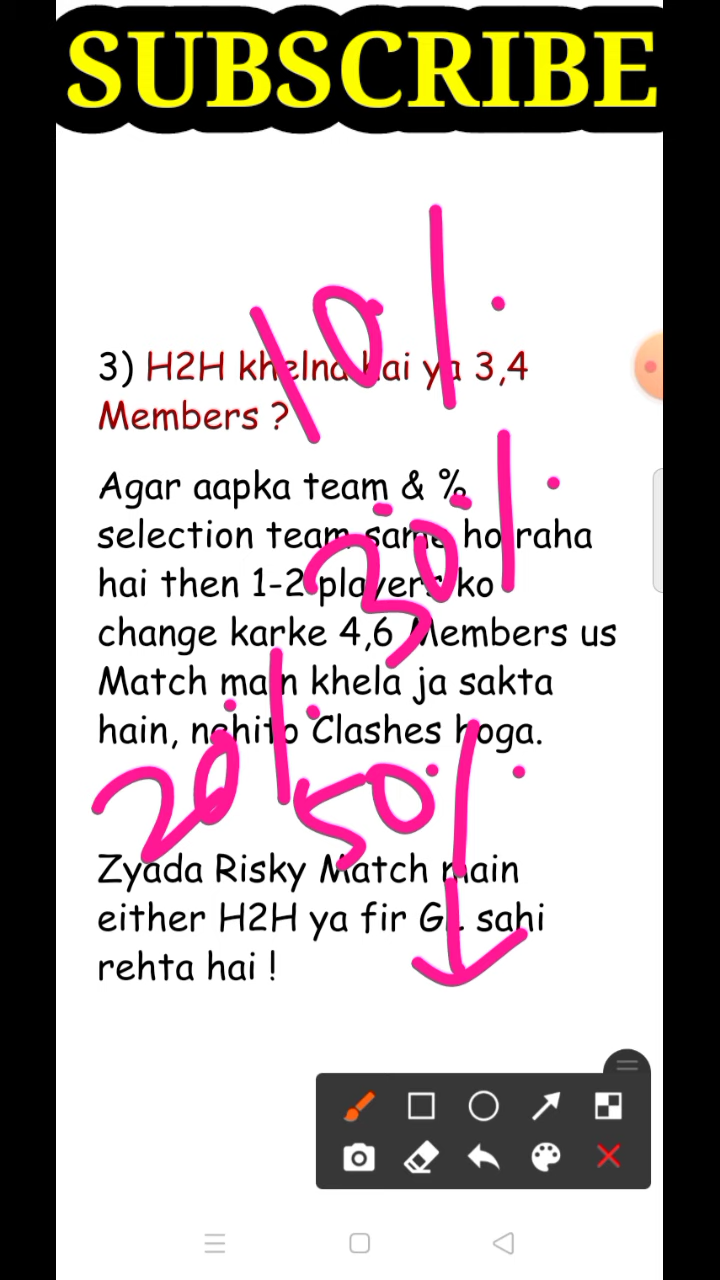 SUBSCRIBE
10%
3) H2H khelna hai ya 3,4
Members ?
Agar aapka team & %
30%
selection team same ho raha
hai then 1-2 players ko
change karke 4,6 Members us
Match main khela ja sakta
hain, nehito Clashes hoga.
20% 50%
Zyada Risky Match main
either H2H ya fir GL sahi
rehta hai !